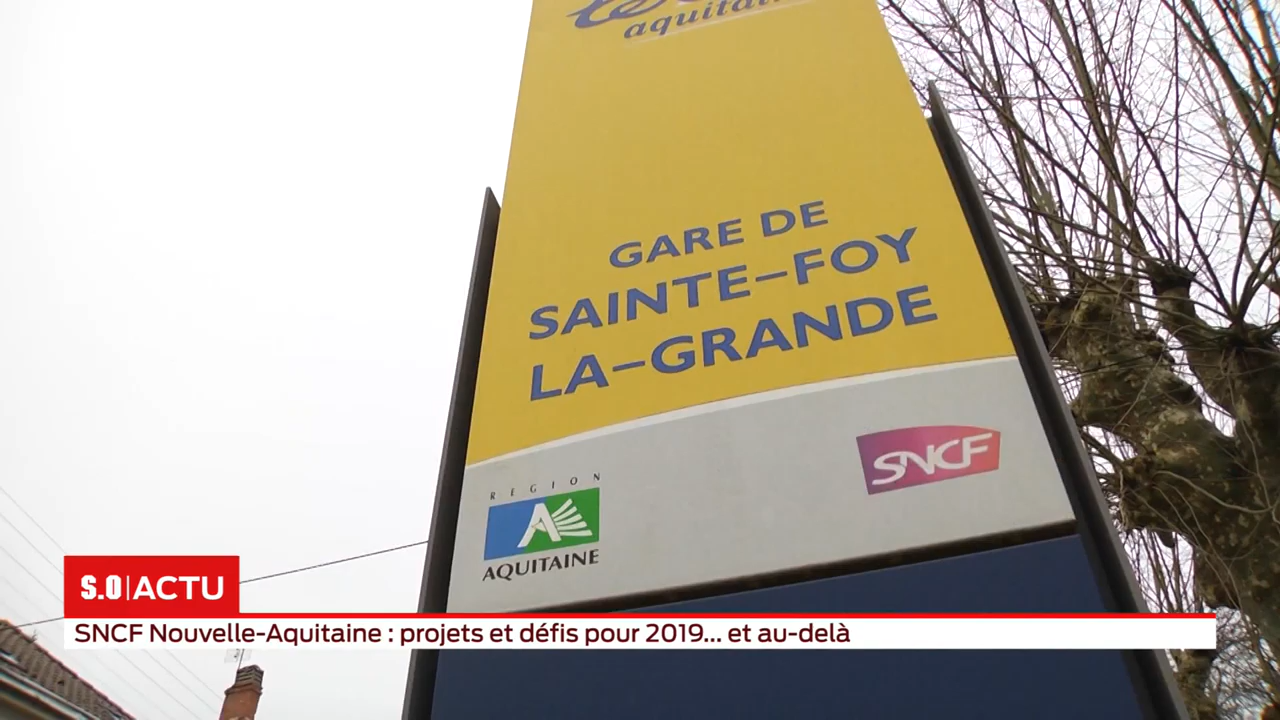 aquitaine
GARE DE
SAINTE-FOY
LA-GRANDE
SNCF
REGION
AQUITAINE
S.O|ACTU
SNCF Nouvelle-Aquitaine : projets et défis pour 2019... et au-delà